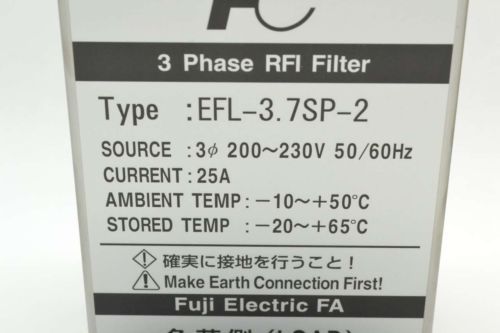 3 Phase RFI Filter
Type :EFL-3.7SP-2
SOURCE :3φ 200～230V 50/60Hz
CURRENT:25A
AMBIENT TEMP:－10～＋50℃
STORED TEMP :－20～＋65℃
確実に接地を行うこと!
Make Earth Connection First!
Fuji Electric FA